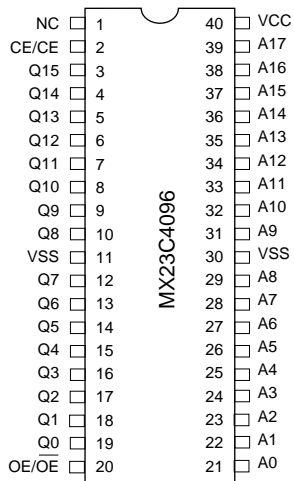 NC 1 40 VCC
CE/CE 2 39 A17
Q15 3 38 A16
Q14 4 37 A15
Q13 5 36 A14
Q12 6 35 A13
Q11 7 34 A12
Q10 8 33 A11
Q9 9 32 A10
Q8 10 31 A9
VSS 11 30 VSS
Q7 12 29 A8
Q6 13 28 A7
Q5 14 27 A6
Q4 15 26 A5
Q3 16 25 A4
Q2 17 24 A3
Q1 18 23 A2
Q0 19 22 A1
OE/O̅E̅ 20 21 A0
MX23C4096